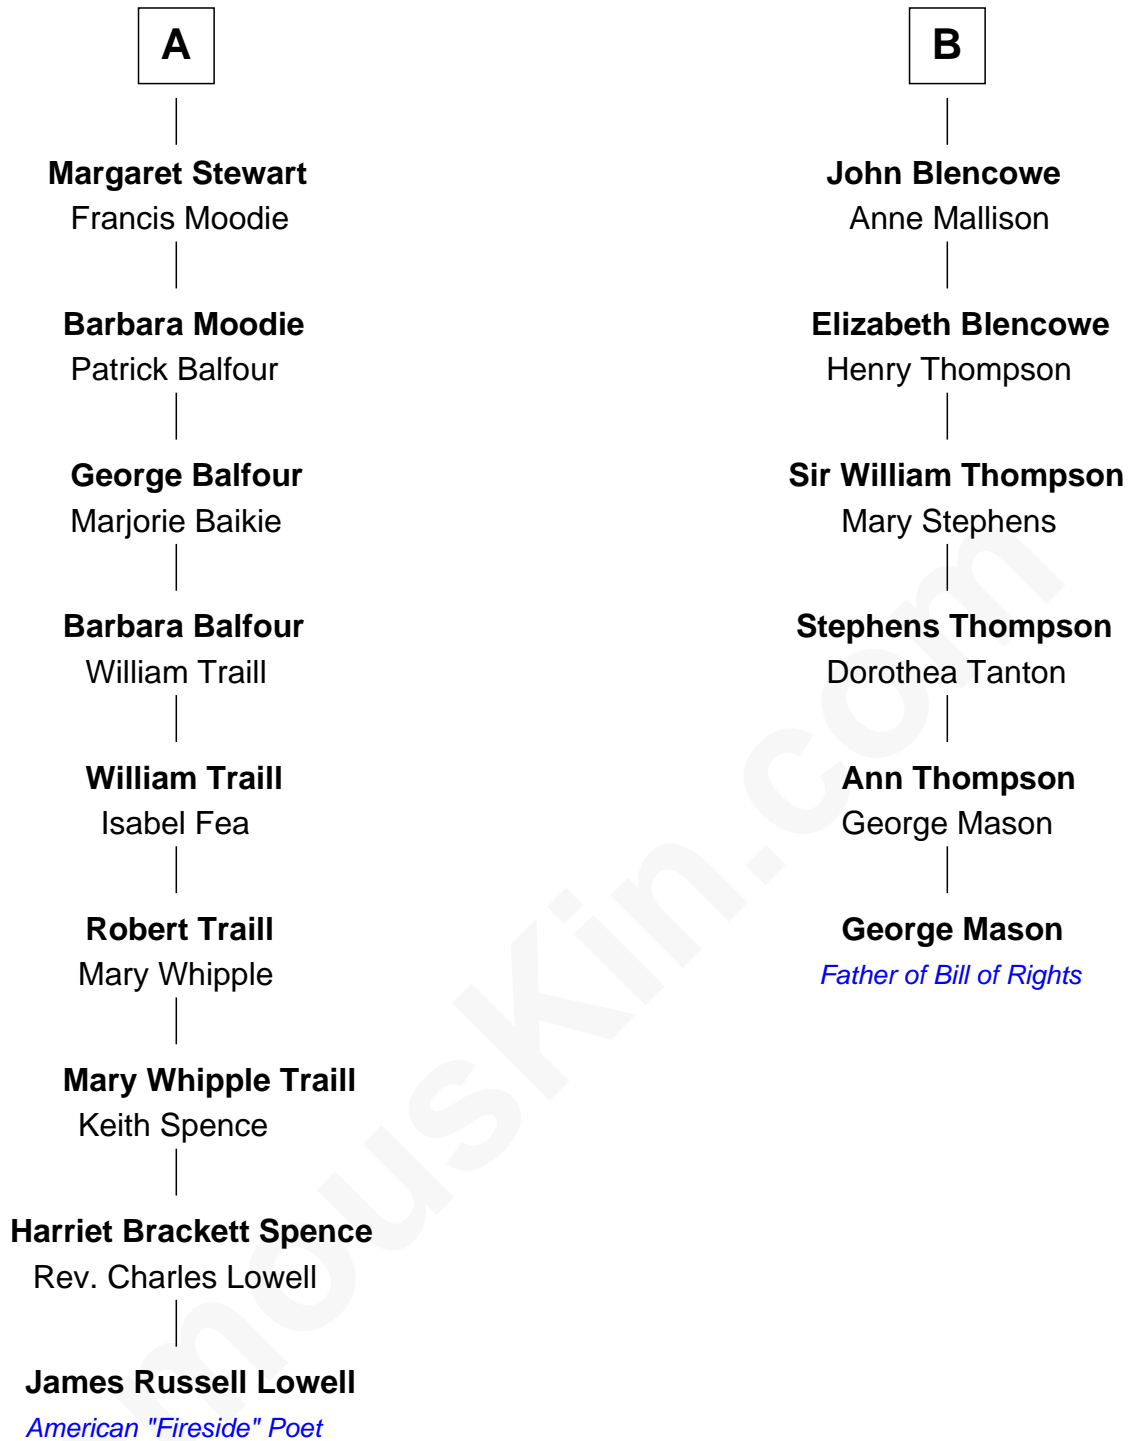 A
Margaret Stewart
Francis Moodie
Barbara Moodie
Patrick Balfour
George Balfour
Marjorie Baikie
Barbara Balfour
William Traill
William Traill
Isabel Fea
Robert Traill
Mary Whipple
Mary Whipple Traill
Keith Spence
Harriet Brackett Spence
Rev. Charles Lowell
James Russell Lowell
American "Fireside" Poet
B
John Blencowe
Anne Mallison
Elizabeth Blencowe
Henry Thompson
Sir William Thompson
Mary Stephens
Stephens Thompson
Dorothea Tanton
Ann Thompson
George Mason
George Mason
Father of Bill of Rights
mousKin.com